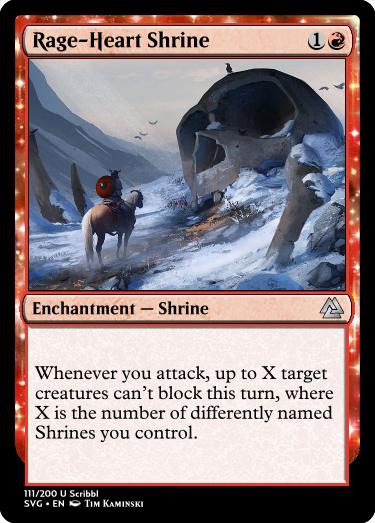 Rage-Heart Shrine 1
Enchantment — Shrine
Whenever you attack, up to X target
creatures can't block this turn, where
X is the number of differently named
Shrines you control.
111/200 U Scribbl
SVG • EN Tim Kaminski